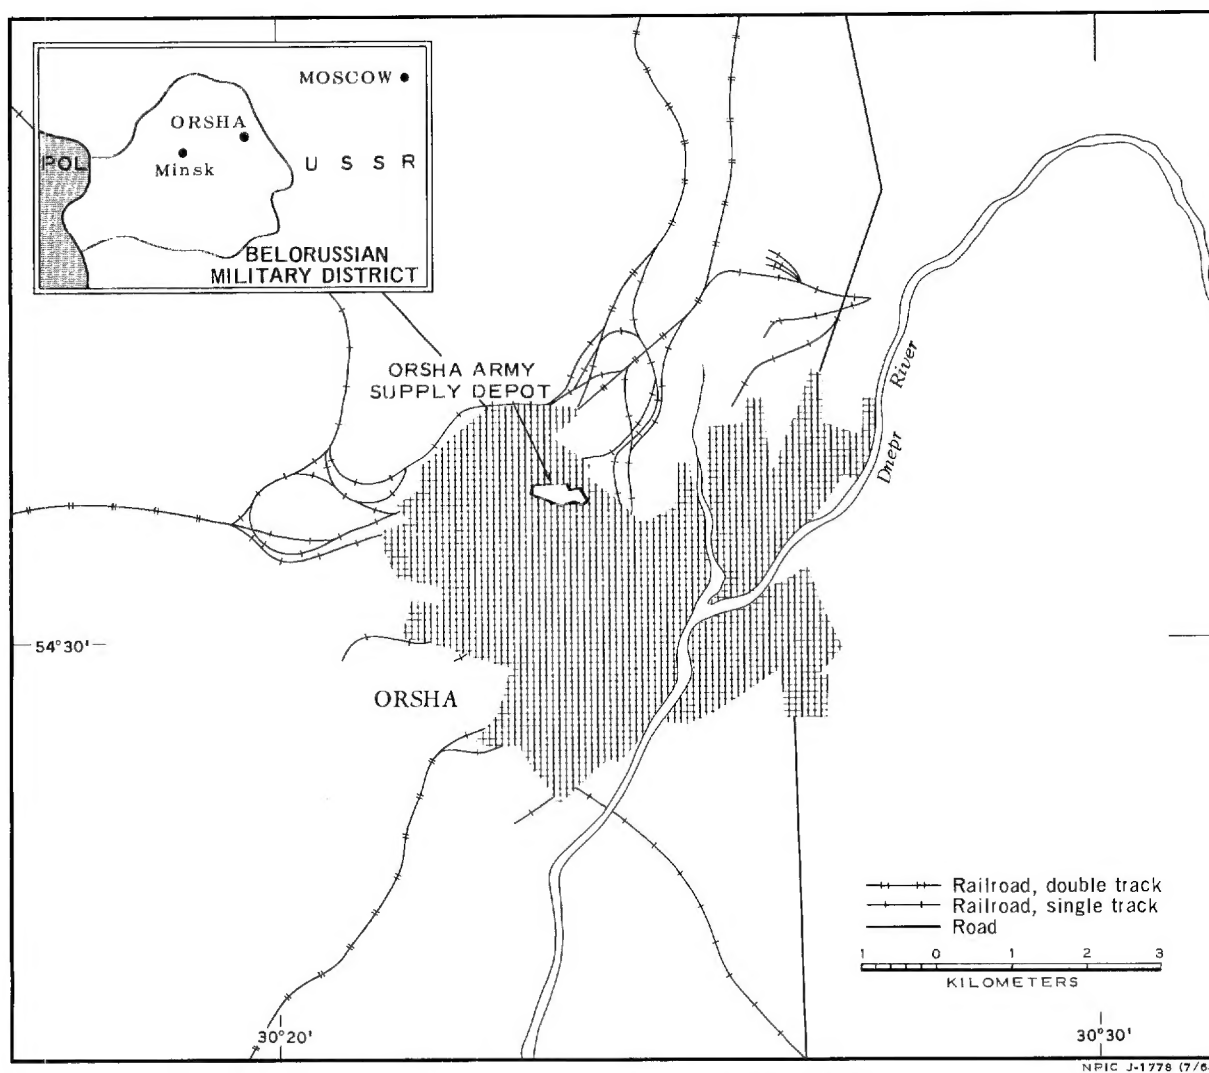 MOSCOW
ORSHA
POL
Minsk
U S S R
BELORUSSIAN
MILITARY DISTRICT
ORSHA ARMY
SUPPLY DEPOT
River
Dnepr
54°30'
ORSHA
Railroad, double track
Railroad, single track
Road
1 0 1 2 3
KILOMETERS
30°20'
30°30'
NPIC J-1778